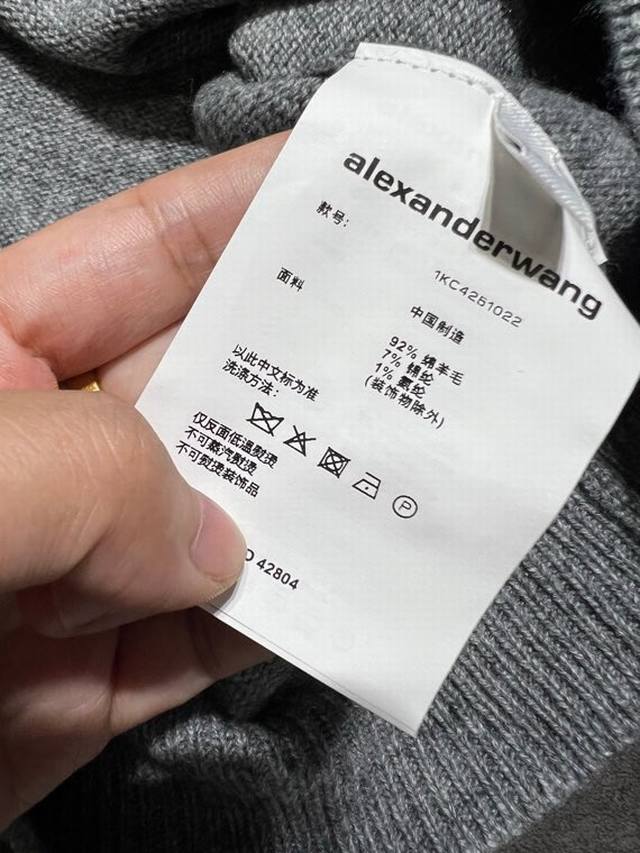 alexanderwang
款号:
1KC4261022
面料
中国制造
92% 绵羊毛
7% 锦纶
1% 氨纶
(装饰物除外)
以此中文标为准
洗涤方法:
P
仅反面低温熨烫
不可蒸汽熨烫
不可熨烫装饰品
42804